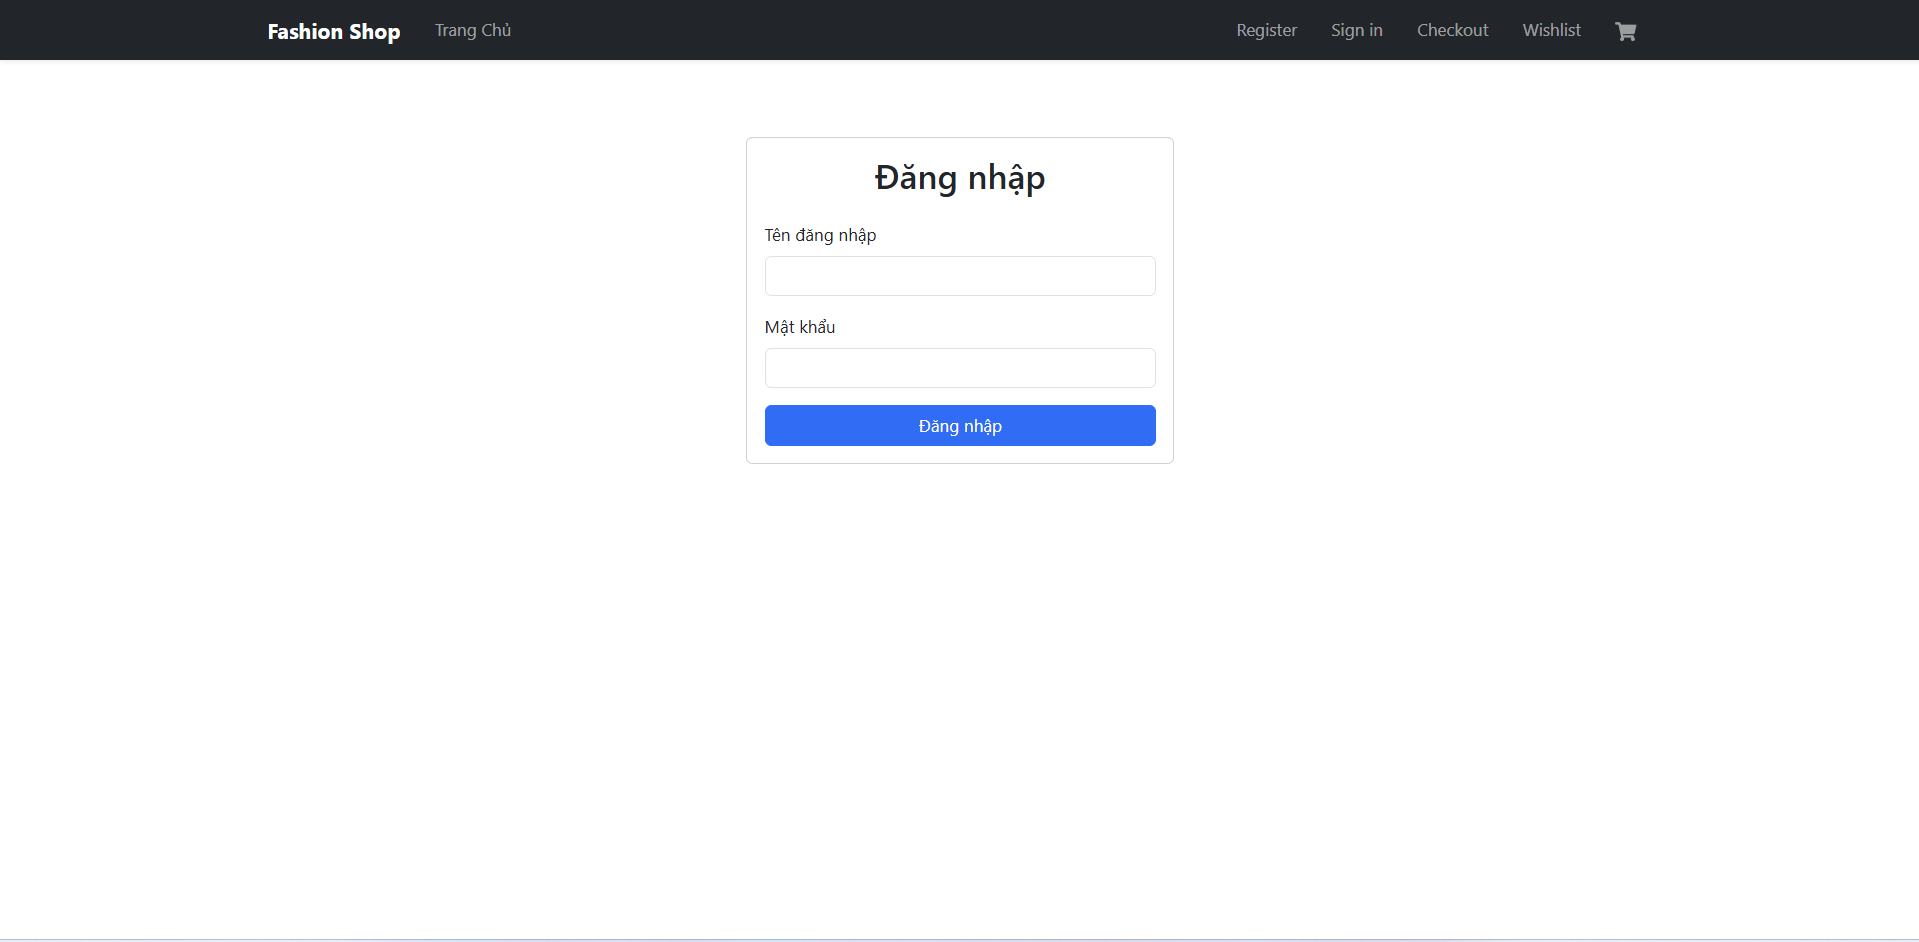 Fashion Shop Trang Chủ Register Sign in Checkout Wishlist
Đăng nhập
Tên đăng nhập
Mật khẩu
Đăng nhập